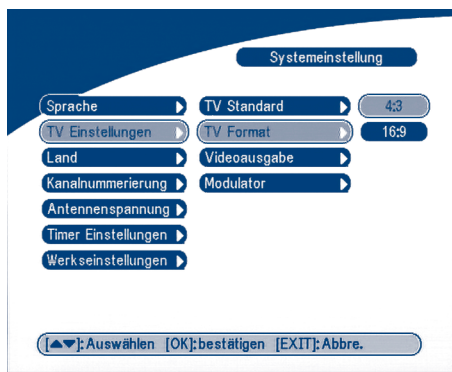 Systemeinstellung
Sprache TV Standard 4:3
TV Einstellungen TV Format 16:9
Land Videoausgabe
Kanalnummerierung Modulator
Antennenspannung
Timer Einstellungen
Werkseinstellungen
[▲▼]: Auswählen [OK]: bestätigen [EXIT]: Abbre.